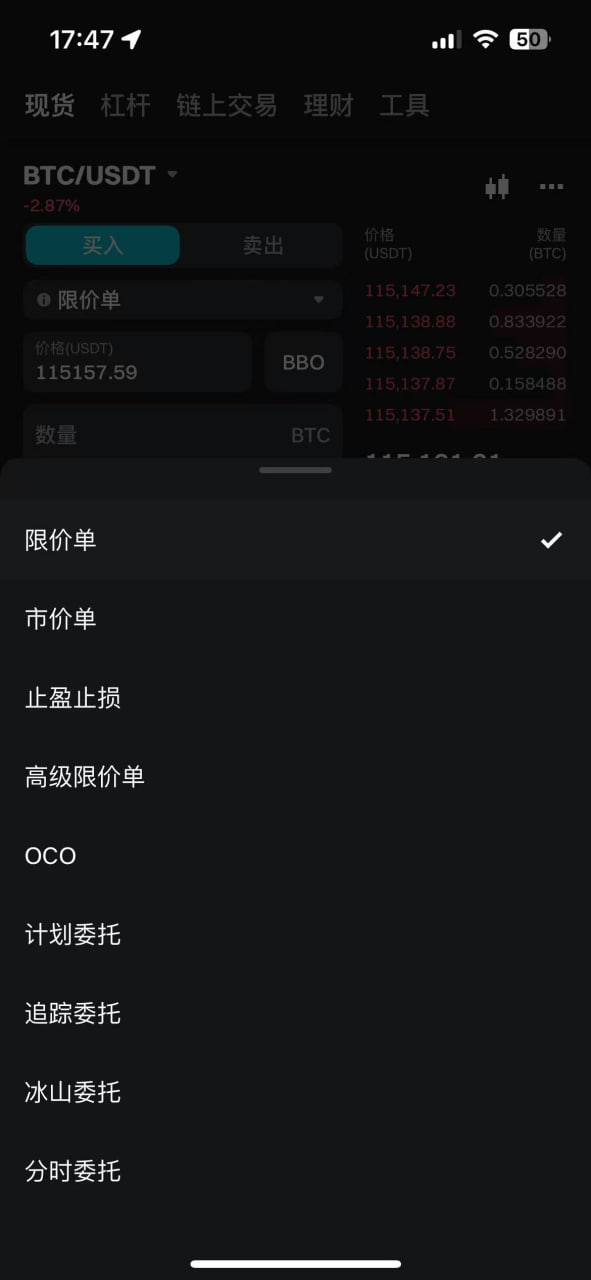 17:47 50
现货 杠杆 链上交易 理财 工具
BTC/USDT
-2.87%
买入 卖出
限价单
价格(USDT)
115157.59
BBO
数量 BTC
价格 数量
(USDT) (BTC)
115,147.23 0.305528
115,138.88 0.833922
115,138.75 0.528290
115,137.87 0.158488
115,137.51 1.329891
限价单
市价单
止盈止损
高级限价单
OCO
计划委托
追踪委托
冰山委托
分时委托